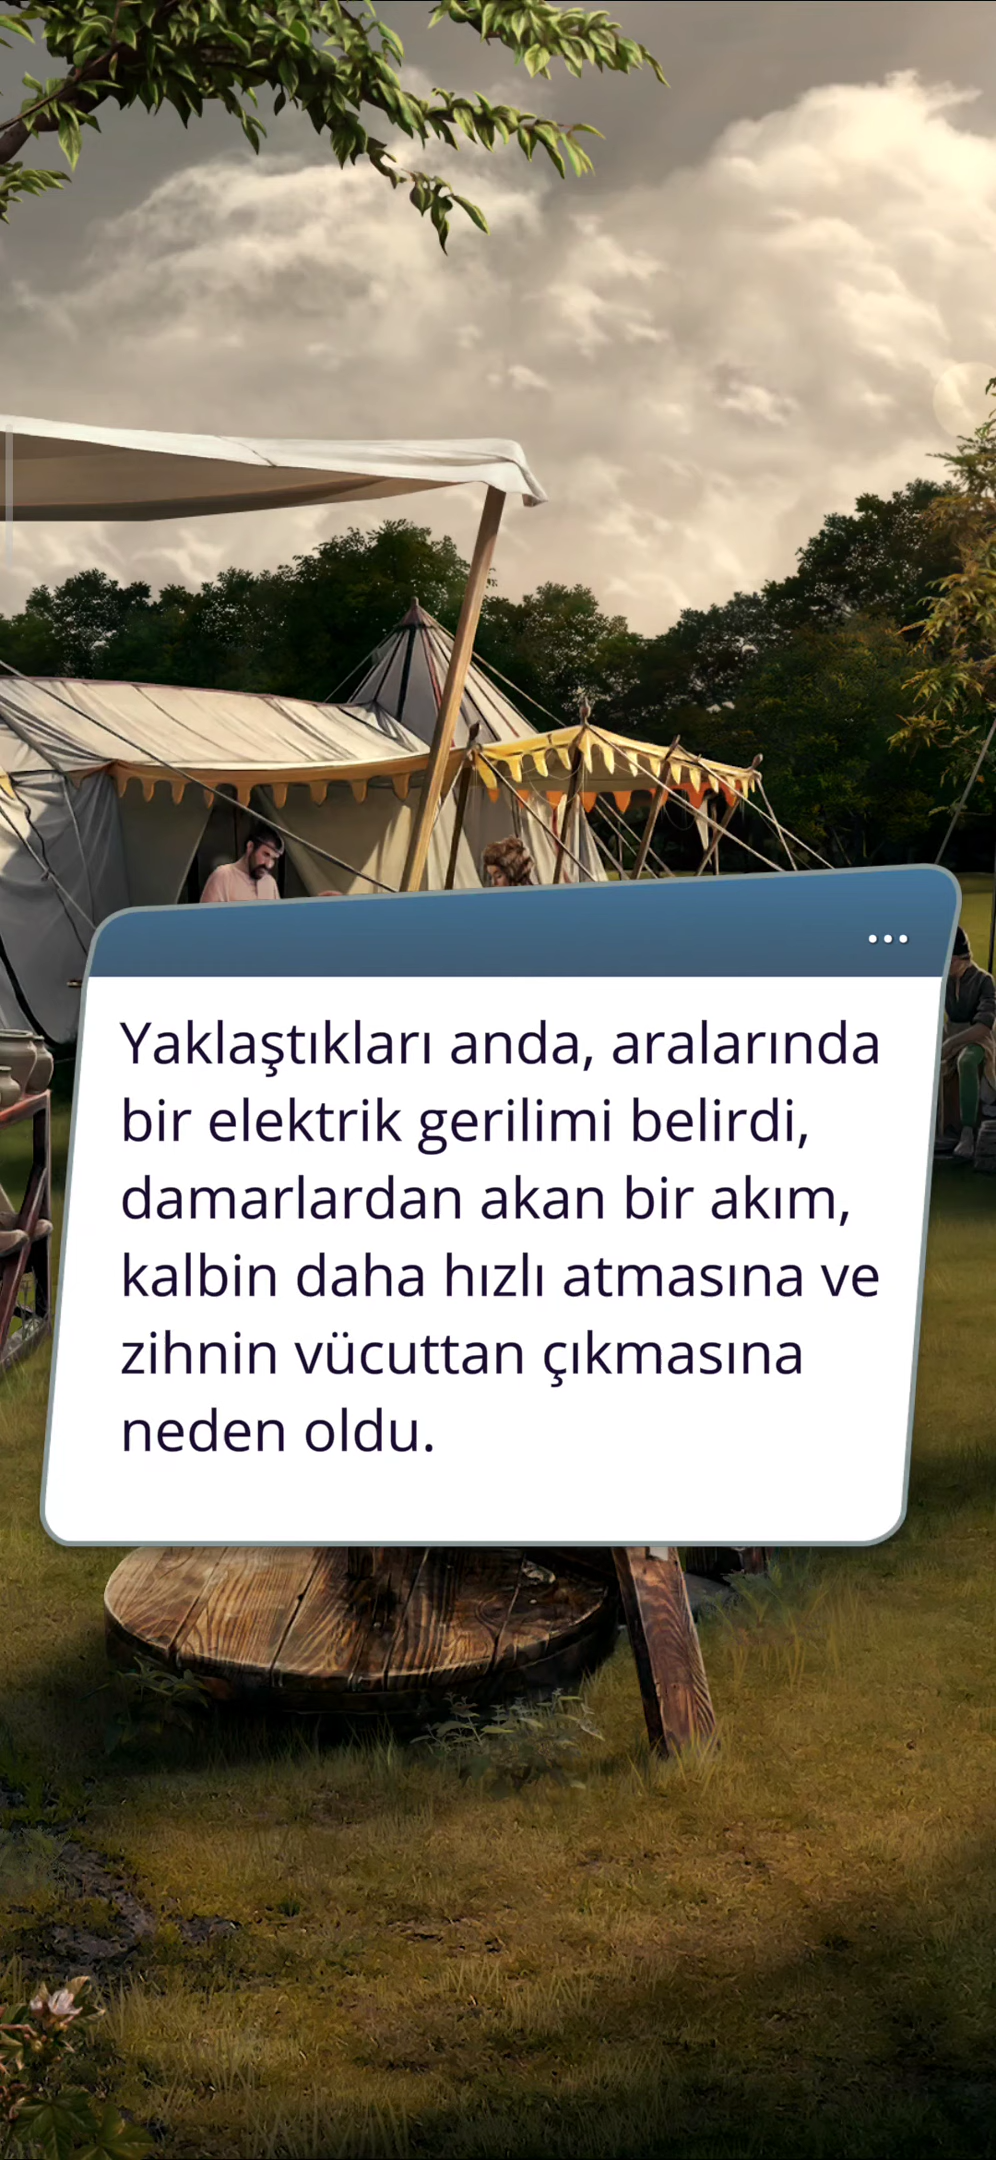 Yaklaştıkları anda, aralarında
bir elektrik gerilimi belirdi,
damarlardan akan bir akım,
kalbin daha hızlı atmasına ve
zihnin vücuttan çıkmasına
neden oldu.